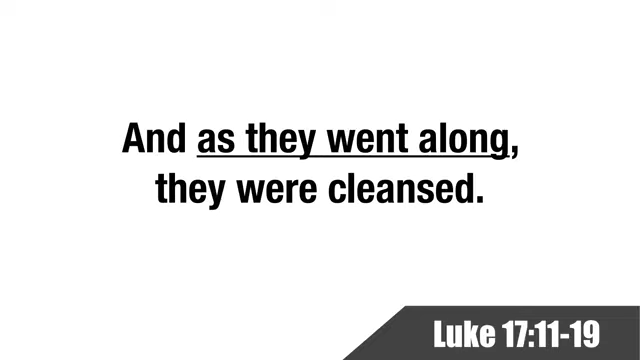 And as they went along,
they were cleansed.
Luke 17:11-19